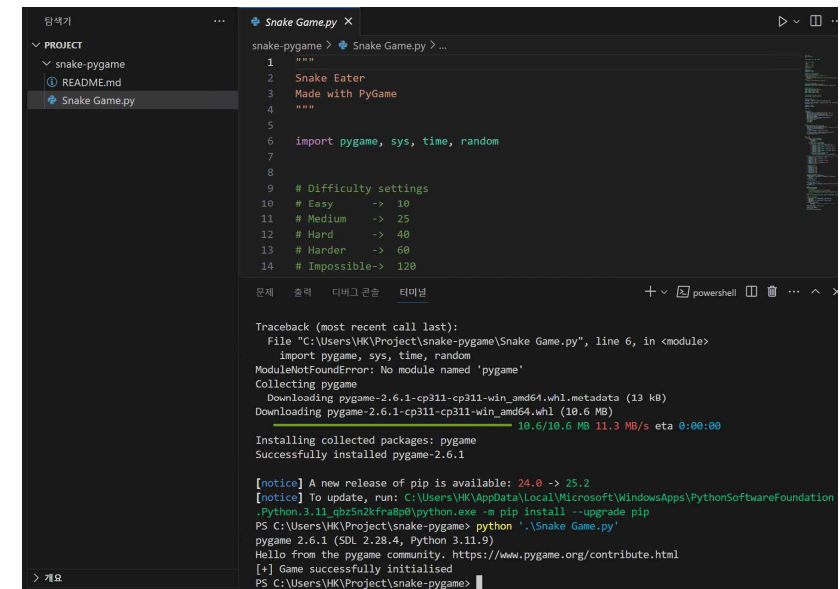 탐색기
PROJECT
snake-pygame
README.md
Snake Game.py
개요
Snake Game.py
snake-pygame > Snake Game.py > ...
1 """
2 Snake Eater
3 Made with PyGame
4 """
5
6 import pygame, sys, time, random
7
8
9 # Difficulty settings
10 # Easy -> 10
11 # Medium -> 25
12 # Hard -> 40
13 # Harder -> 60
14 # Impossible-> 120
문제 출력 디버그 콘솔 터미널 powershell
Traceback (most recent call last):
File "C:\Users\HK\Project\snake-pygame\Snake Game.py", line 6, in <module>
import pygame, sys, time, random
ModuleNotFoundError: No module named 'pygame'
Collecting pygame
Downloading pygame-2.6.1-cp311-cp311-win_amd64.whl.metadata (13 kB)
Downloading pygame-2.6.1-cp311-cp311-win_amd64.whl (10.6 MB)
10.6/10.6 MB 11.3 MB/s eta 0:00:00
Installing collected packages: pygame
Successfully installed pygame-2.6.1
[notice] A new release of pip is available: 24.0 -> 25.2
[notice] To update, run: C:\Users\HK\AppData\Local\Microsoft\WindowsApps\PythonSoftwareFoundation
.Python.3.11_qbz5n2kfra8p0\python.exe -m pip install --upgrade pip
PS C:\Users\HK\Project\snake-pygame> python '.\Snake Game.py'
pygame 2.6.1 (SDL 2.28.4, Python 3.11.9)
Hello from the pygame community. https://www.pygame.org/contribute.html
[+] Game successfully initialised
PS C:\Users\HK\Project\snake-pygame>